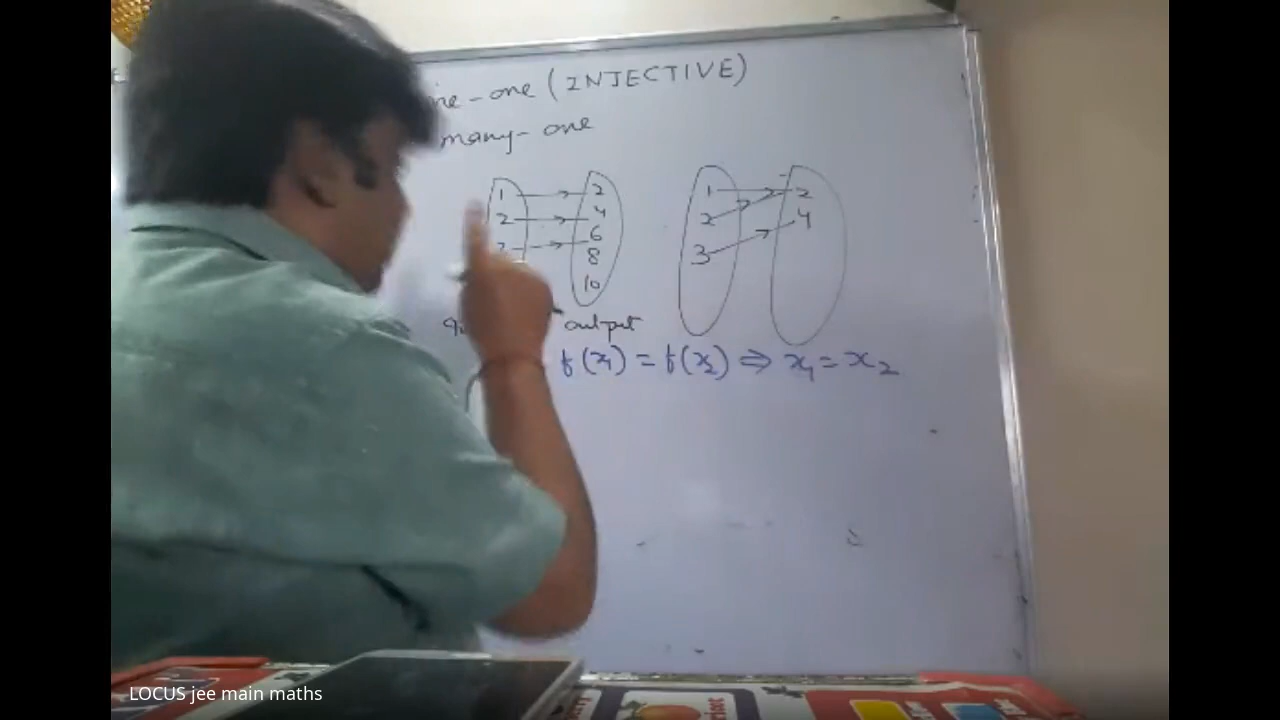 ne-one (INJECTIVE)
many-one
1 2
2 4
6
8
10
output
1 2
2 4
3
f(x₁) = f(x₂) ⇒ x₁ = x₂
LOCUS jee main maths